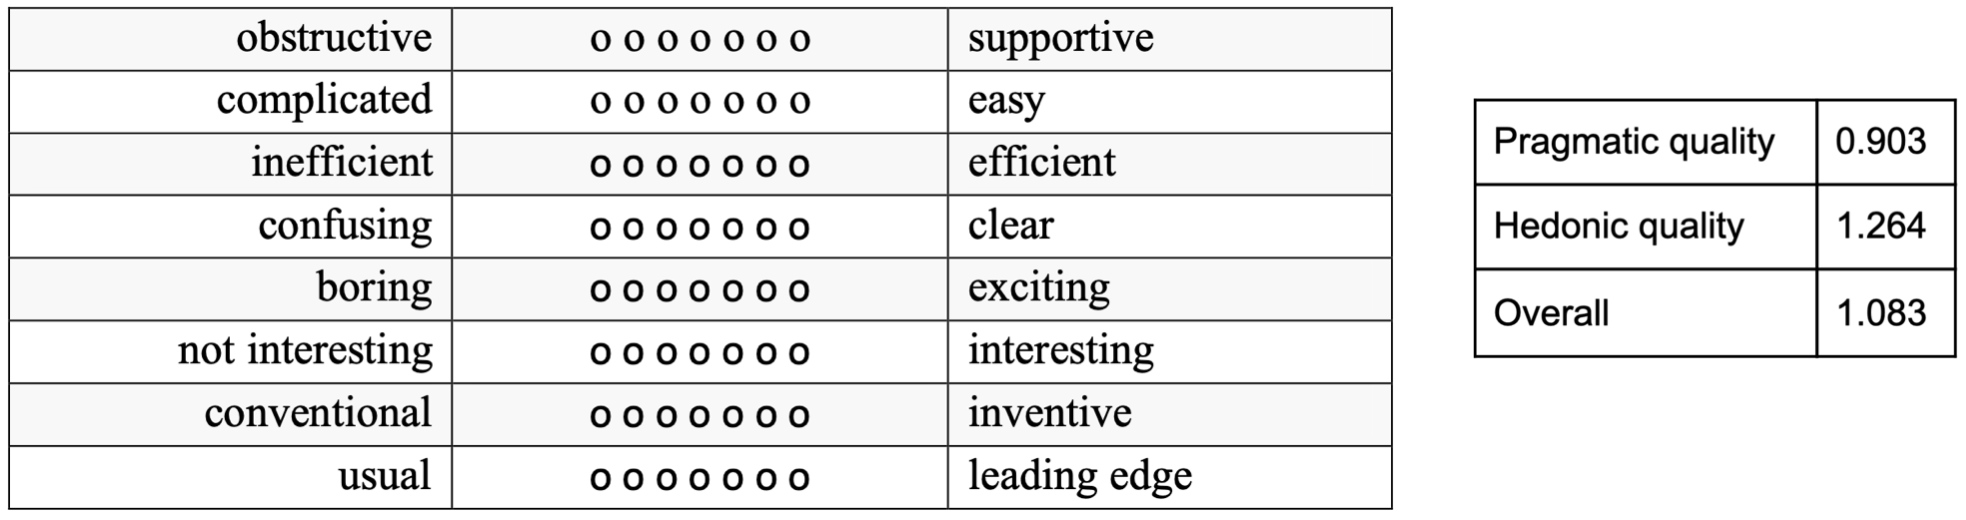 obstructive o o o o o o o supportive
complicated o o o o o o o easy
inefficient o o o o o o o efficient
confusing o o o o o o o clear
boring o o o o o o o exciting
not interesting o o o o o o o interesting
conventional o o o o o o o inventive
usual o o o o o o o leading edge
Pragmatic quality 0.903
Hedonic quality 1.264
Overall 1.083